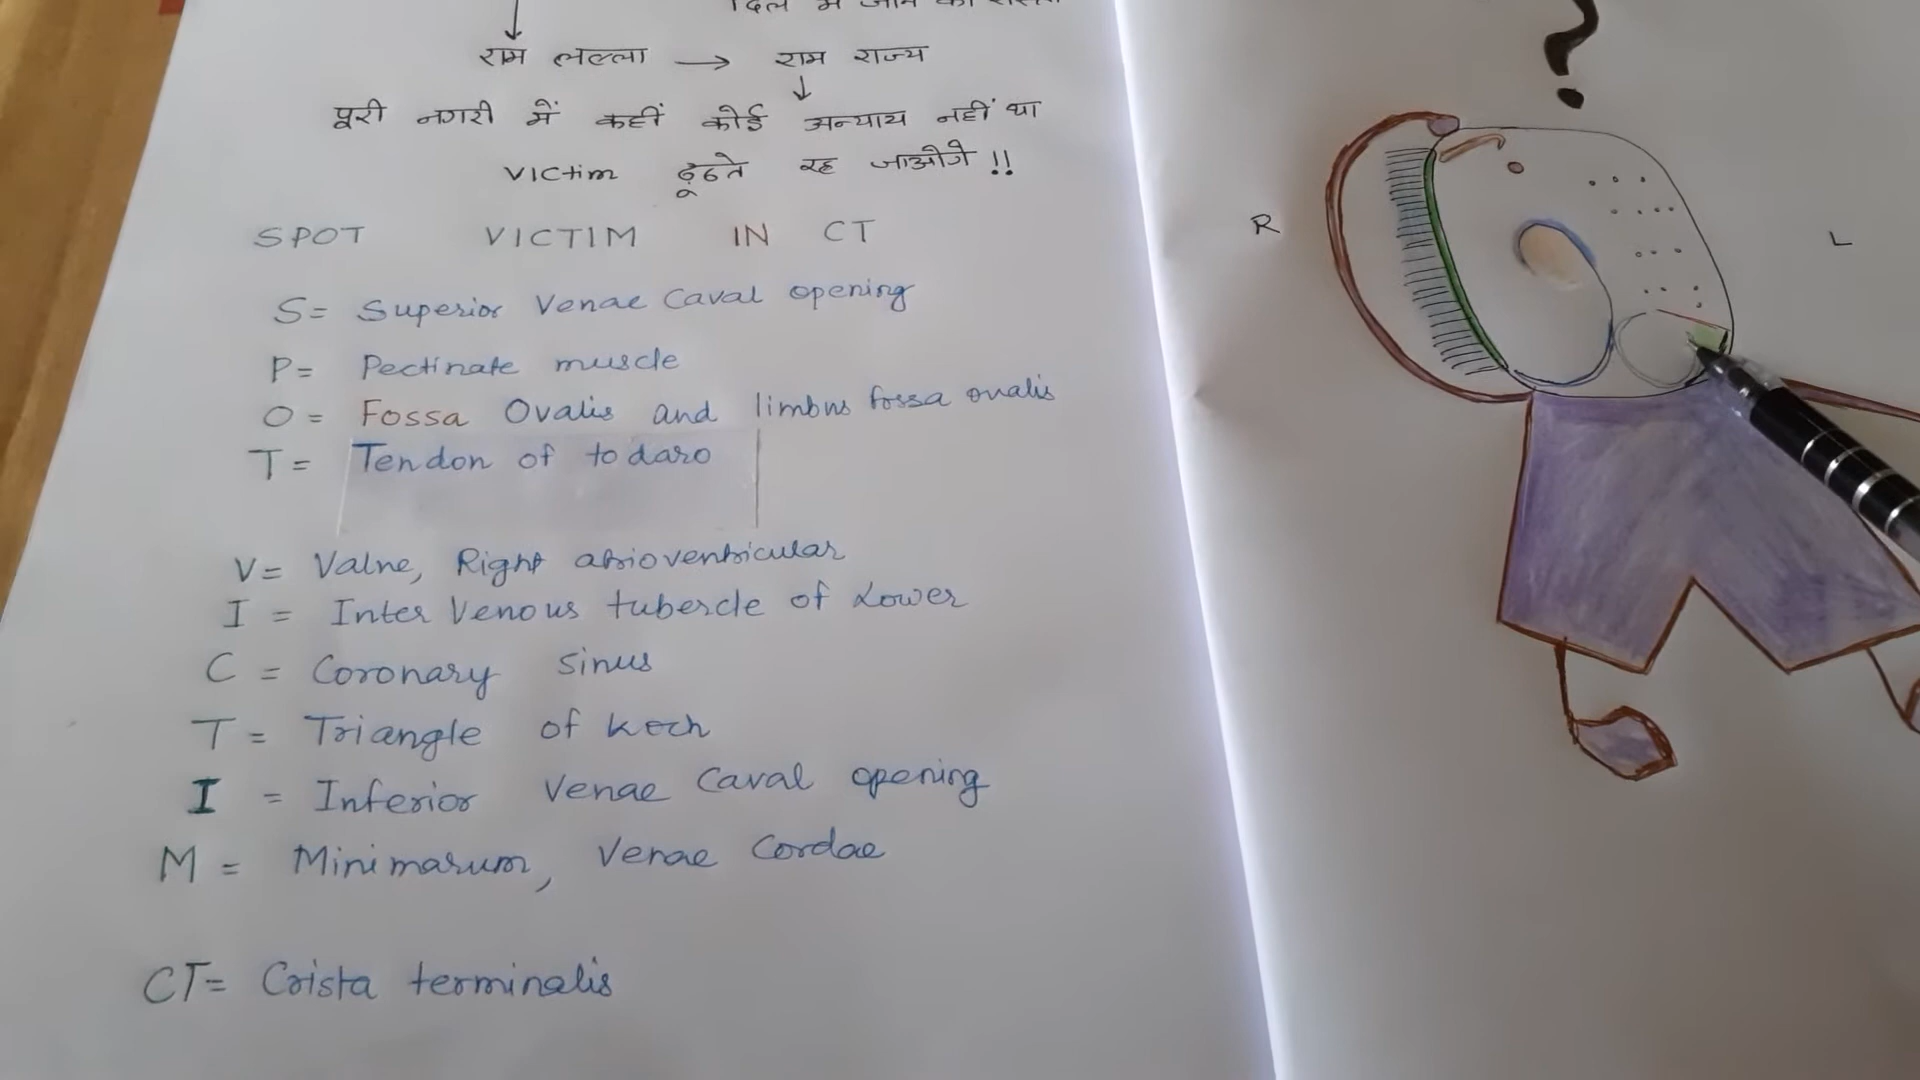 राम लल्ला → राम राज्य
पूरी नगरी में कहीं कोई अन्याय नहीं था
VICtim ढूंढते रह जाओगे !!
SPOT VICTIM IN CT
S= Superior Venae Caval opening
P= Pectinate muscle
O= Fossa Ovalis and limbus fossa ovalis
T= Tendon of todaro
V= Valve, Right atrioventricular
I = Inter Venous tubercle of Lower
C = Coronary sinus
T= Triangle of Koch
I = Inferior Venae Caval opening
M = Minimarum, Venae Cordae
CT= Crista terminalis
?
R
L